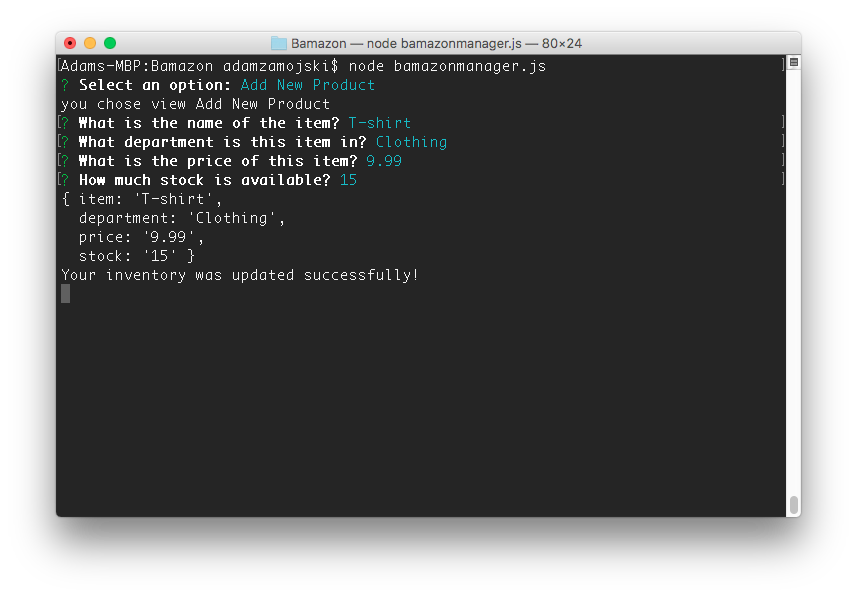 Bamazon — node bamazonmanager.js — 80×24
[Adams-MBP:Bamazon adamzamojski$ node bamazonmanager.js ]
? Select an option: Add New Product
you chose view Add New Product
[? What is the name of the item? T-shirt ]
[? What department is this item in? Clothing ]
[? What is the price of this item? 9.99 ]
[? How much stock is available? 15 ]
{ item: 'T-shirt',
  department: 'Clothing',
  price: '9.99',
  stock: '15' }
Your inventory was updated successfully!